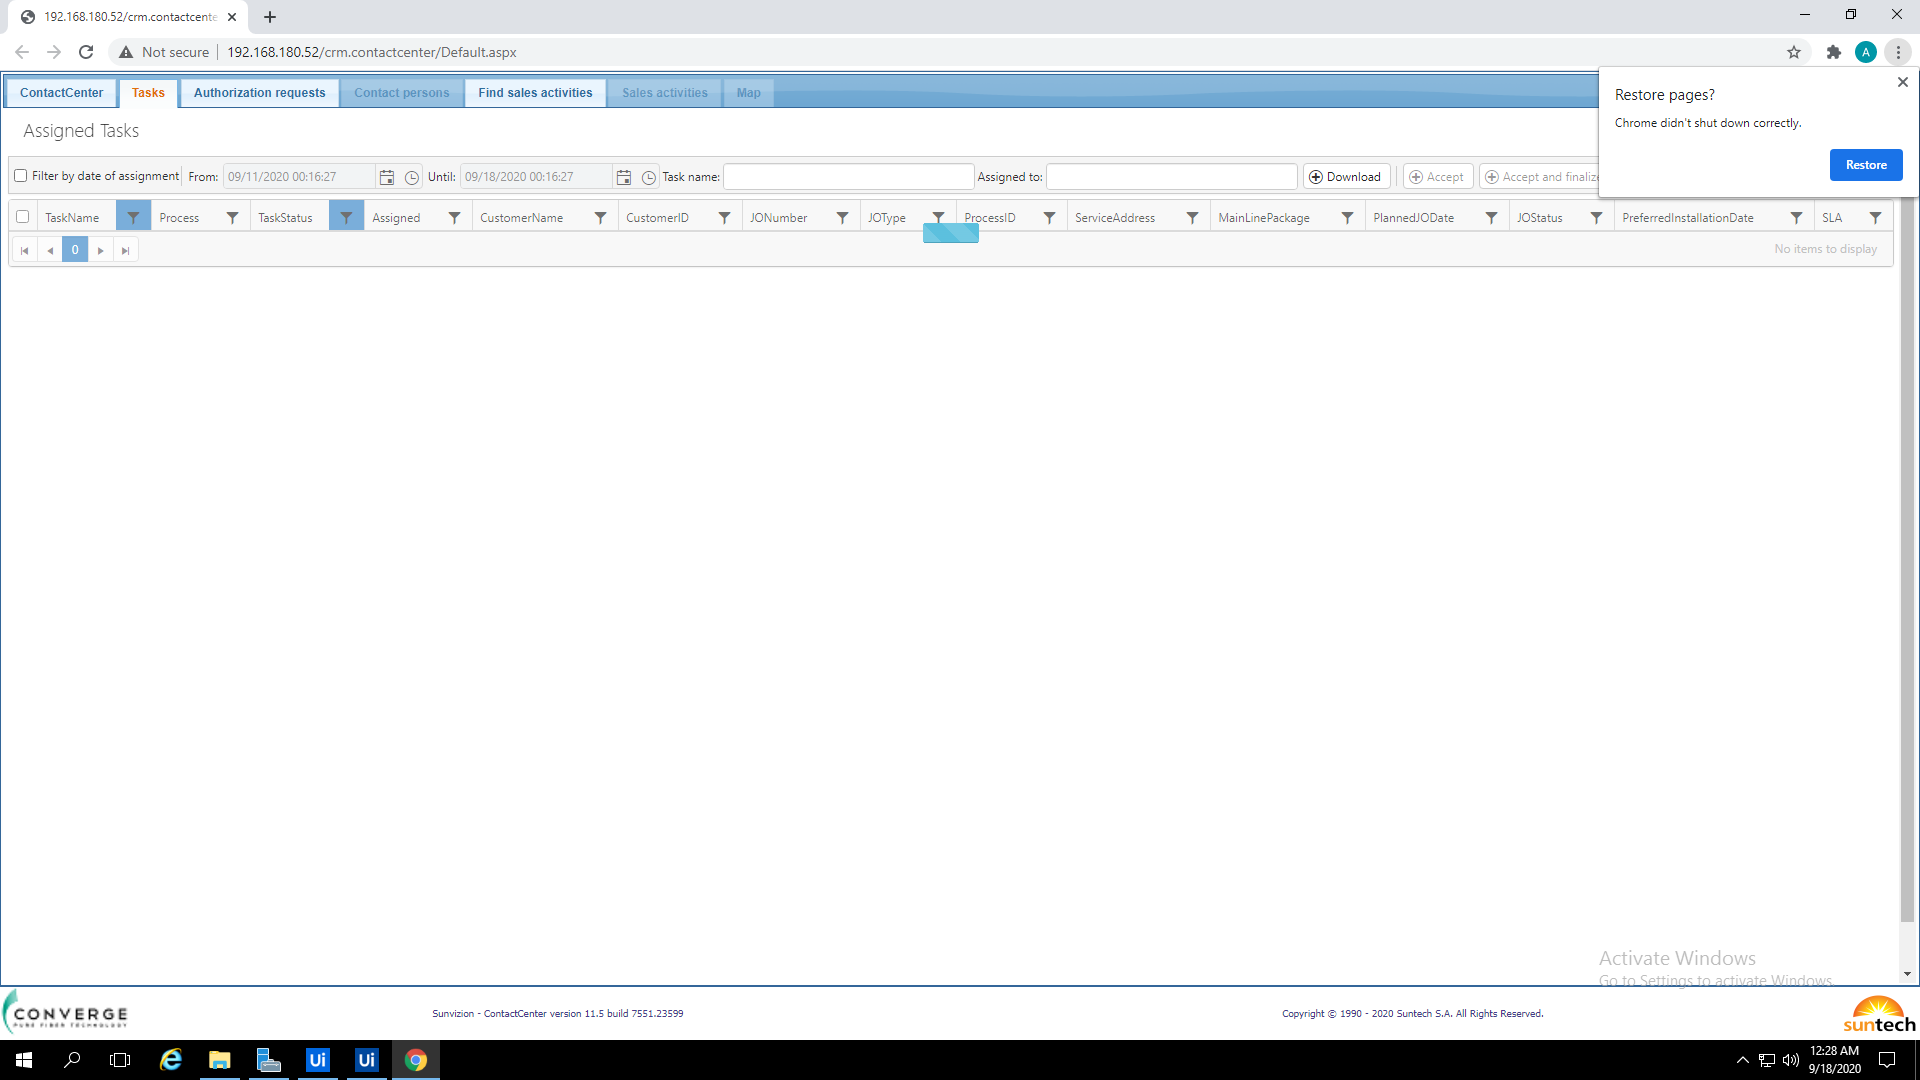 192.168.180.52/crm.contactcente
Not secure 192.168.180.52/crm.contactcenter/Default.aspx A
ContactCenter Tasks Authorization requests Contact persons Find sales activities Sales activities Map
Restore pages?
Chrome didn't shut down correctly.
Restore
Assigned Tasks
Filter by date of assignment From: 09/11/2020 00:16:27 Until: 09/18/2020 00:16:27 Task name: Assigned to: Download Accept Accept and finalize
TaskName Process TaskStatus Assigned CustomerName CustomerID JONumber JOType ProcessID ServiceAddress MainLinePackage PlannedJODate JOStatus PreferredInstallationDate SLA
0 No items to display
Activate Windows
Go to Settings to activate Windows.
CONVERGE
PURE FIBER TECHNOLOGY
Sunvizion - ContactCenter version 11.5 build 7551.23599
Copyright © 1990 - 2020 Suntech S.A. All Rights Reserved.
suntech
Ui Ui
12:28 AM
9/18/2020